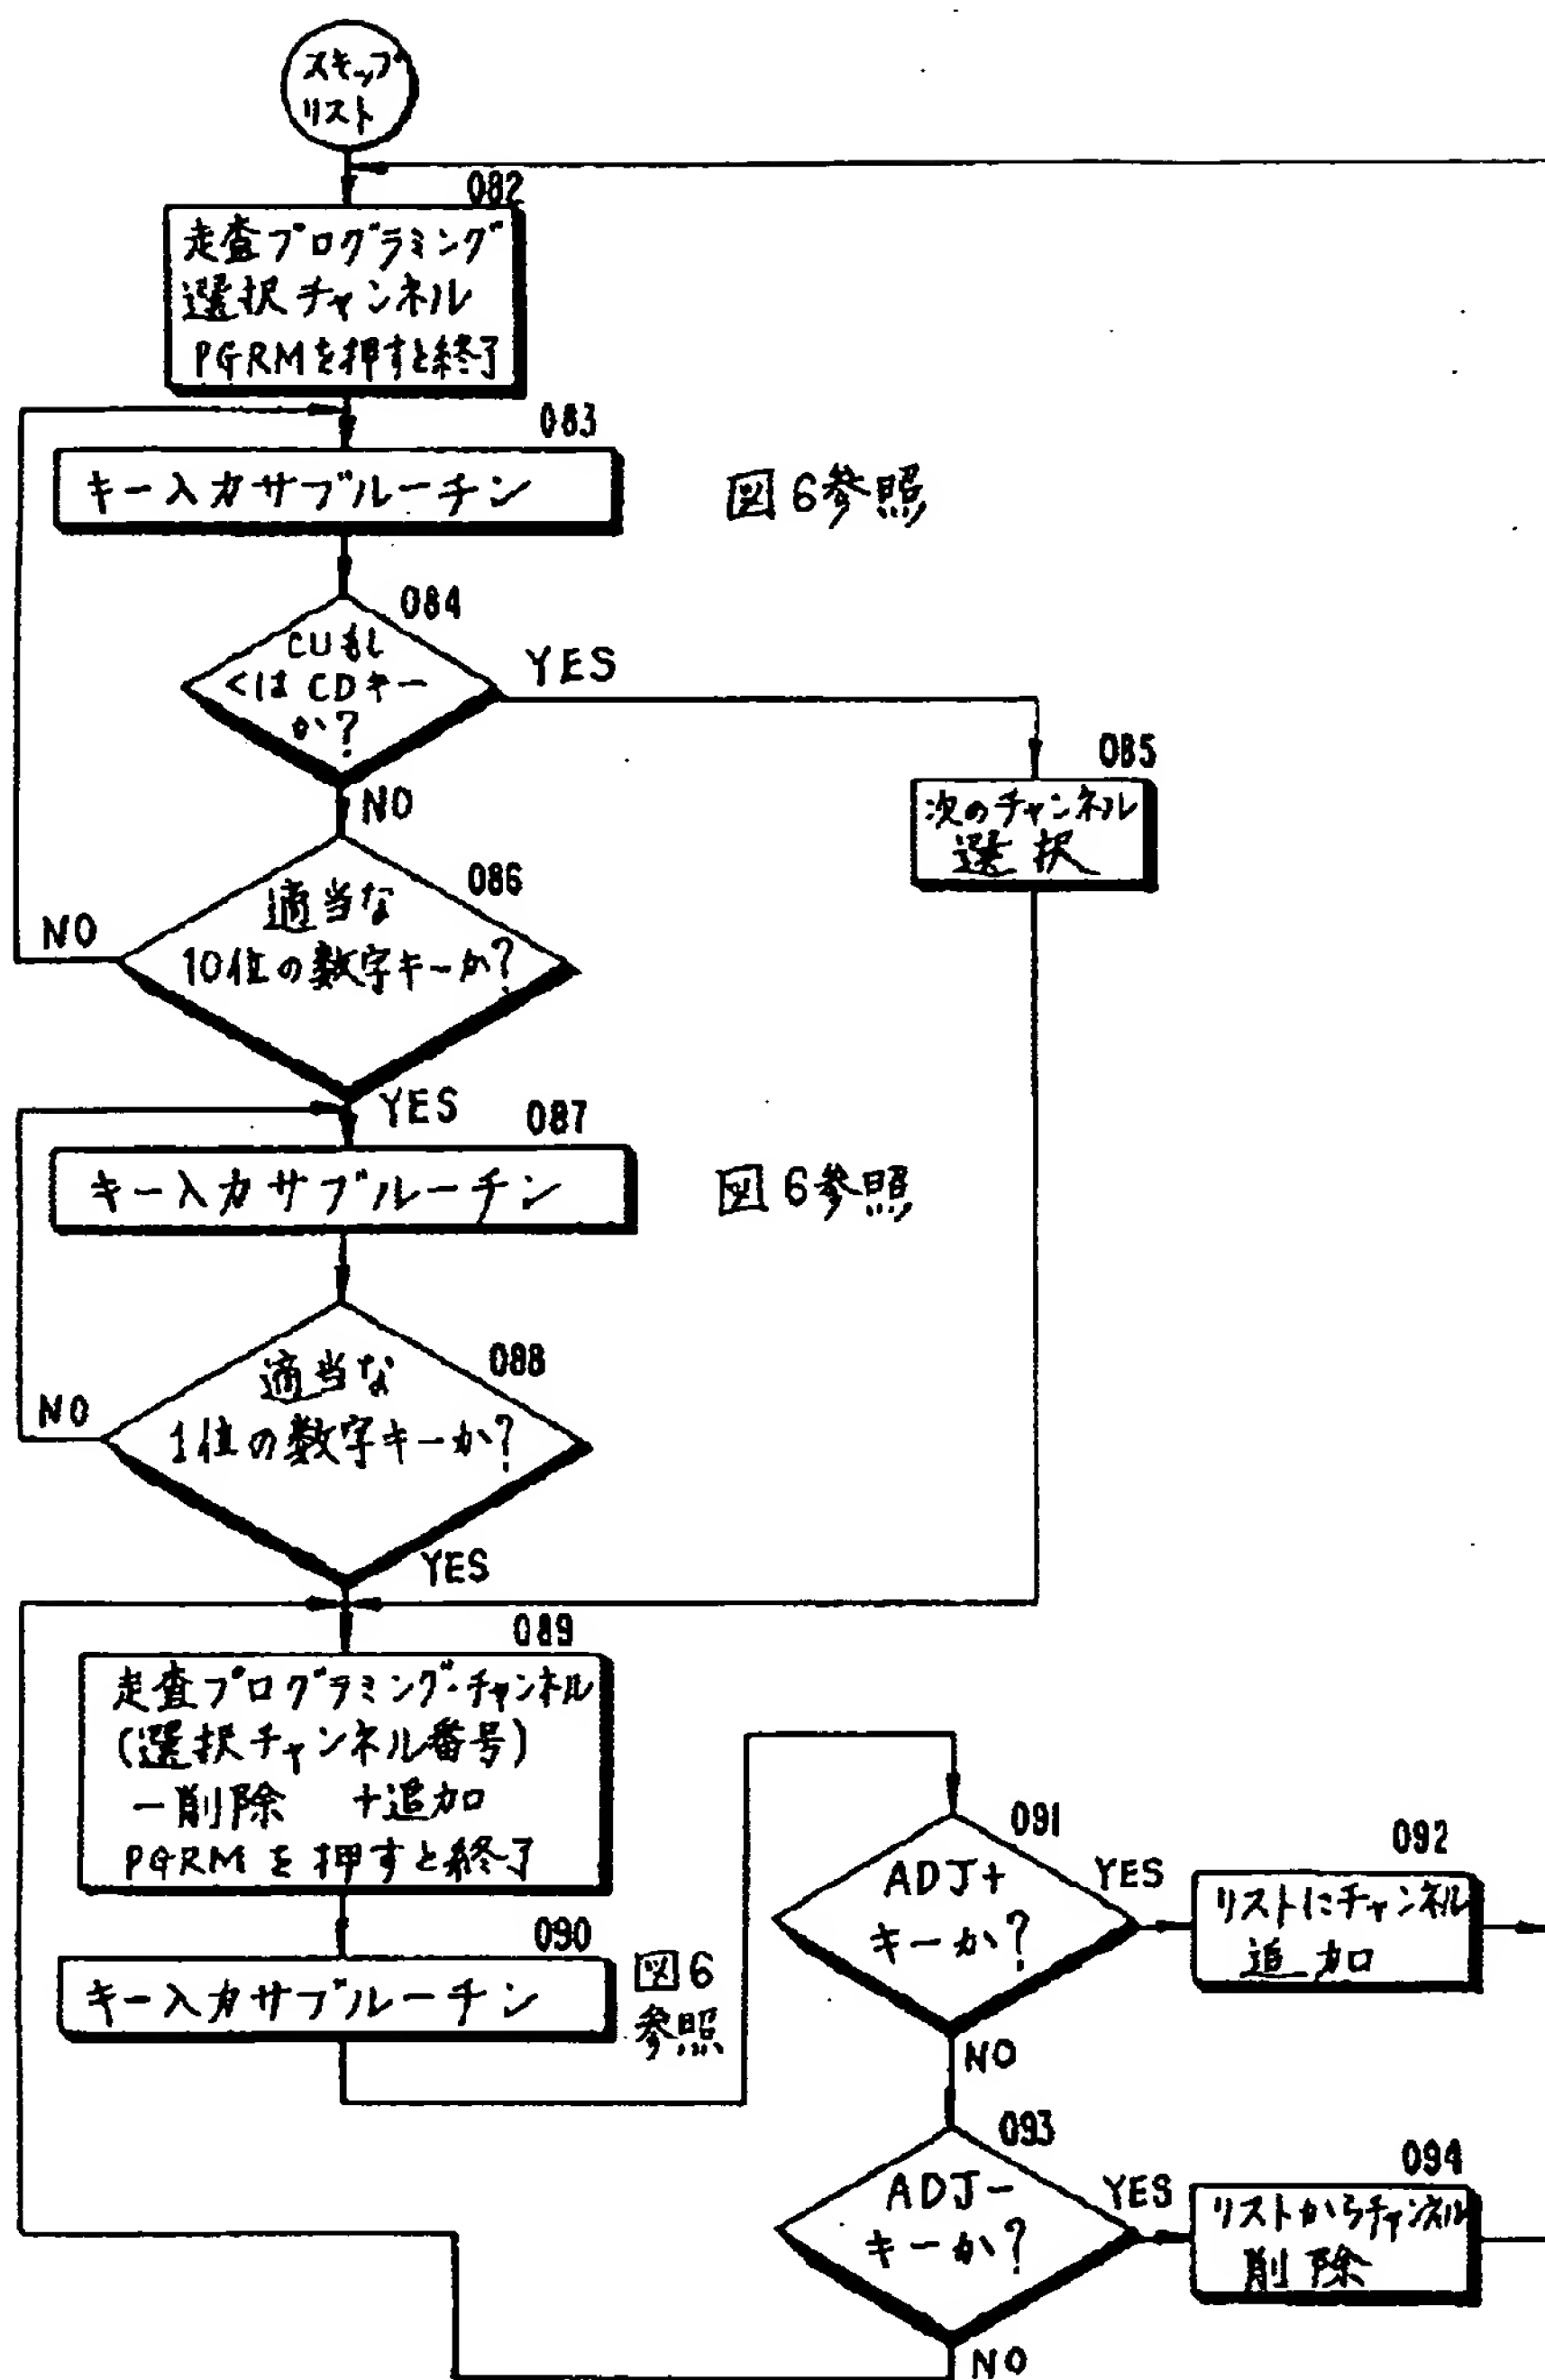 スキップ
リスト
082
走査プログラミング
選択チャンネル
PGRMを押すと終了
083
キー入力サブルーチン
図6参照
084
CUもし
くはCDキー
か?
YES
NO
085
次のチャンネル
選択
086
適当な
10位の数字キーか?
NO
YES
087
キー入力サブルーチン
図6参照
088
適当な
1位の数字キーか?
NO
YES
089
走査プログラミング・チャンネル
(選択チャンネル番号)
-削除 +追加
PGRMを押すと終了
090
キー入力サブルーチン
図6
参照
091
ADJ+
キーか?
YES
NO
092
リストにチャンネル
追加
093
ADJ-
キーか?
YES
NO
094
リストからチャンネル
削除